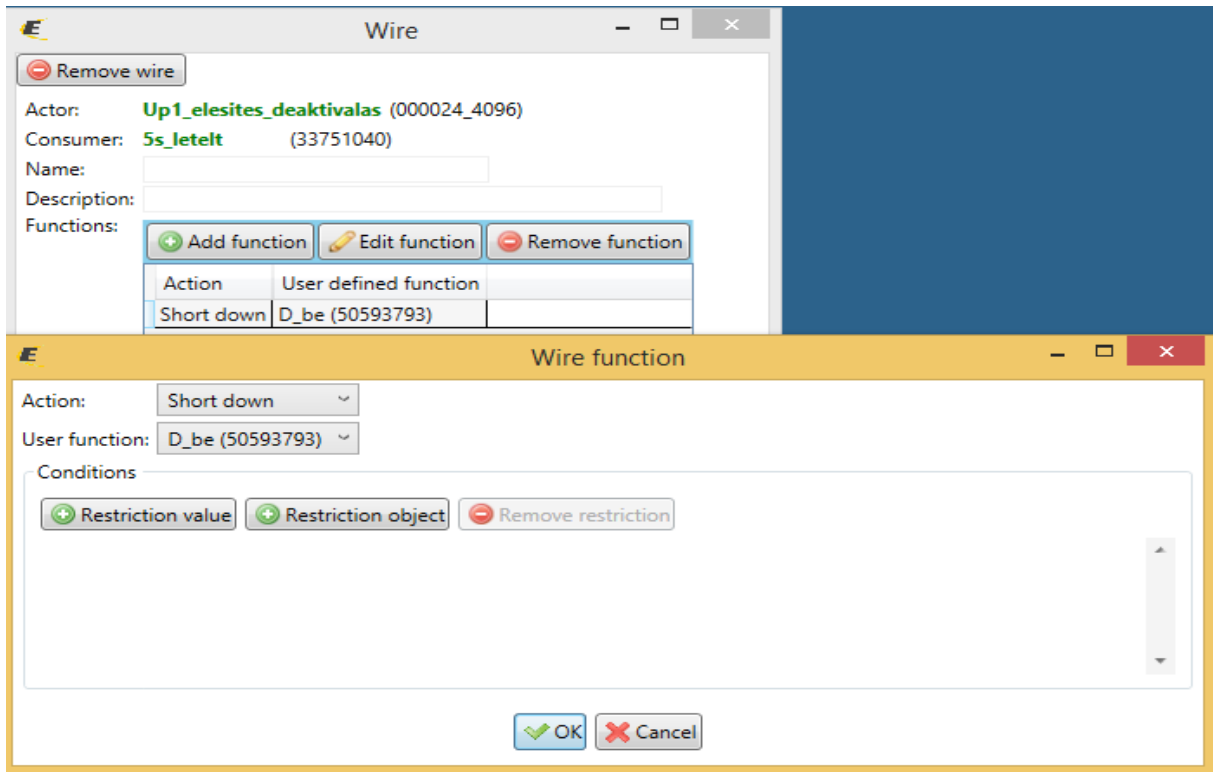 Wire
Remove wire
Actor: Up1_elesites_deaktivalas (000024_4096)
Consumer: 5s_letelt (33751040)
Name:
Description:
Functions:
Add function Edit function Remove function
Action User defined function
Short down D_be (50593793)
Wire function
Action: Short down
User function: D_be (50593793)
Conditions
Restriction value Restriction object Remove restriction
OK Cancel